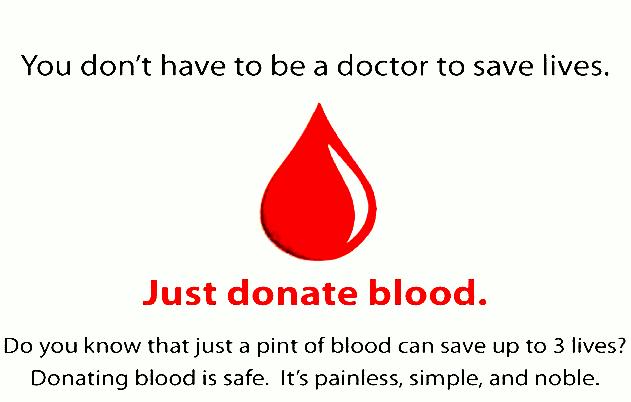 You don't have to be a doctor to save lives.
Just donate blood.
Do you know that just a pint of blood can save up to 3 lives?
Donating blood is safe.  It's painless, simple, and noble.